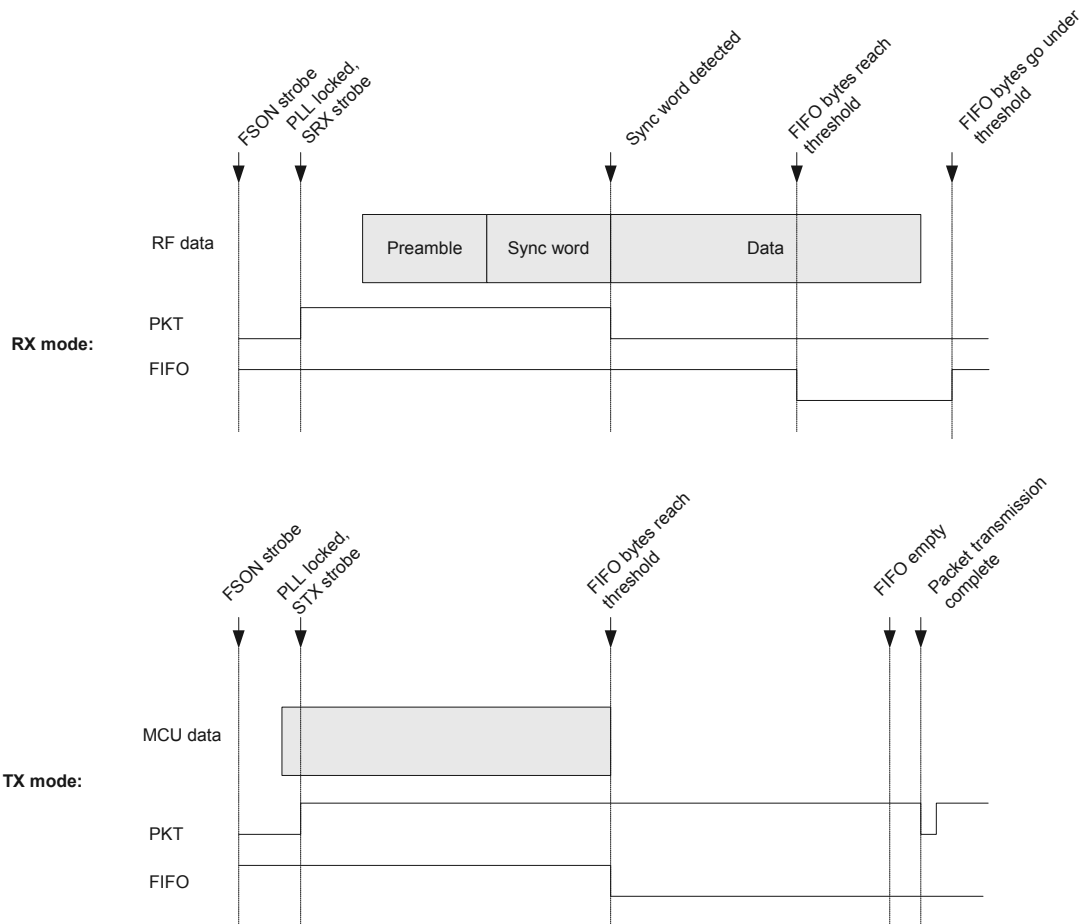 FSON strobe
PLL locked,
SRX strobe
Sync word detected
FIFO bytes reach
threshold
FIFO bytes go under
threshold
RF data
Preamble
Sync word
Data
PKT
RX mode:
FIFO
FSON strobe
PLL locked,
STX strobe
FIFO bytes reach
threshold
FIFO empty
Packet transmission
complete
MCU data
TX mode:
PKT
FIFO